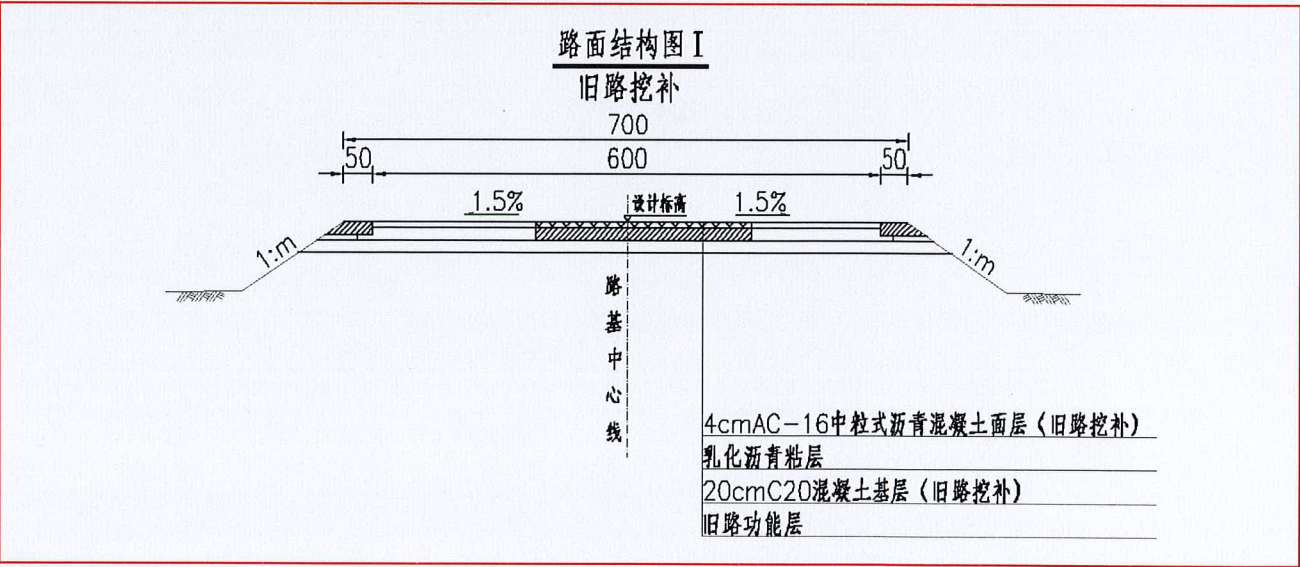 路面结构图I
旧路挖补
700
50 600 50
1.5% 设计标高 1.5%
1:m 1:m
路基中心线
4cmAC-16中粒式沥青混凝土面层（旧路挖补）
乳化沥青粘层
20cmC20混凝土基层（旧路挖补）
旧路功能层